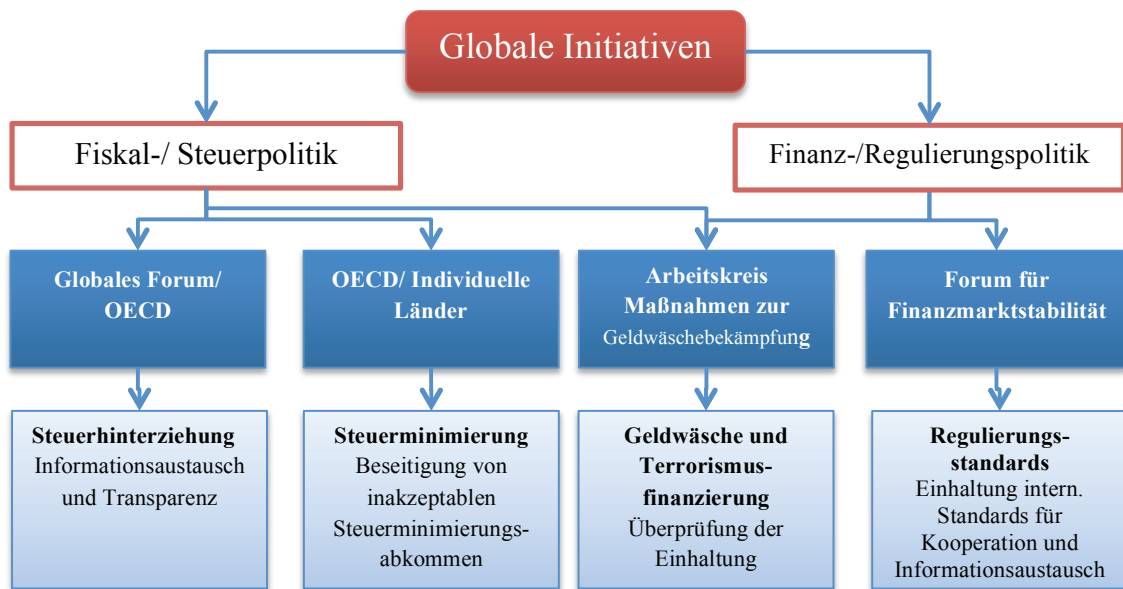 Globale Initiativen
Fiskal-/ Steuerpolitik
Finanz-/Regulierungspolitik
Globales Forum/
OECD
OECD/ Individuelle
Länder
Arbeitskreis
Maßnahmen zur
Geldwäschebekämpfung
Forum für
Finanzmarktstabilität
Steuerhinterziehung
Informationsaustausch
und Transparenz
Steuerminimierung
Beseitigung von
inakzeptablen
Steuerminimierungs-
abkommen
Geldwäsche und
Terrorismus-
finanzierung
Überprüfung der
Einhaltung
Regulierungs-
standards
Einhaltung intern.
Standards für
Kooperation und
Informationsaustausch